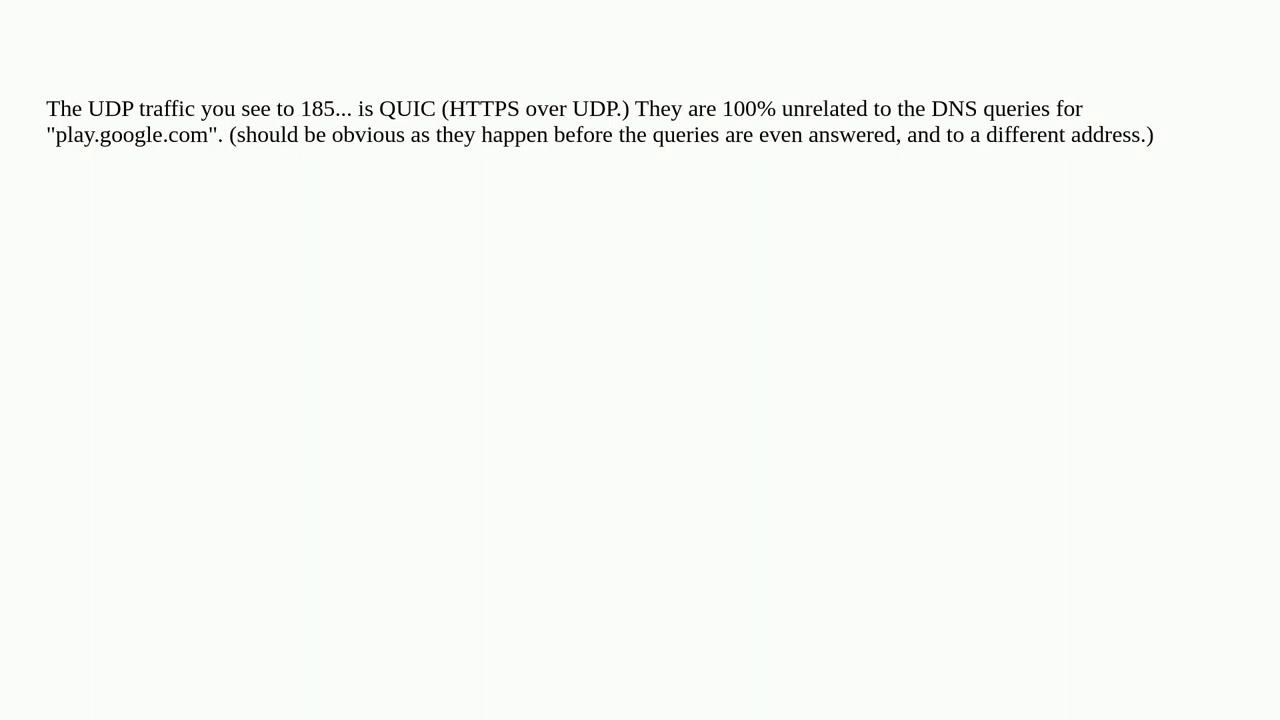 The UDP traffic you see to 185... is QUIC (HTTPS over UDP.) They are 100% unrelated to the DNS queries for
"play.google.com". (should be obvious as they happen before the queries are even answered, and to a different address.)